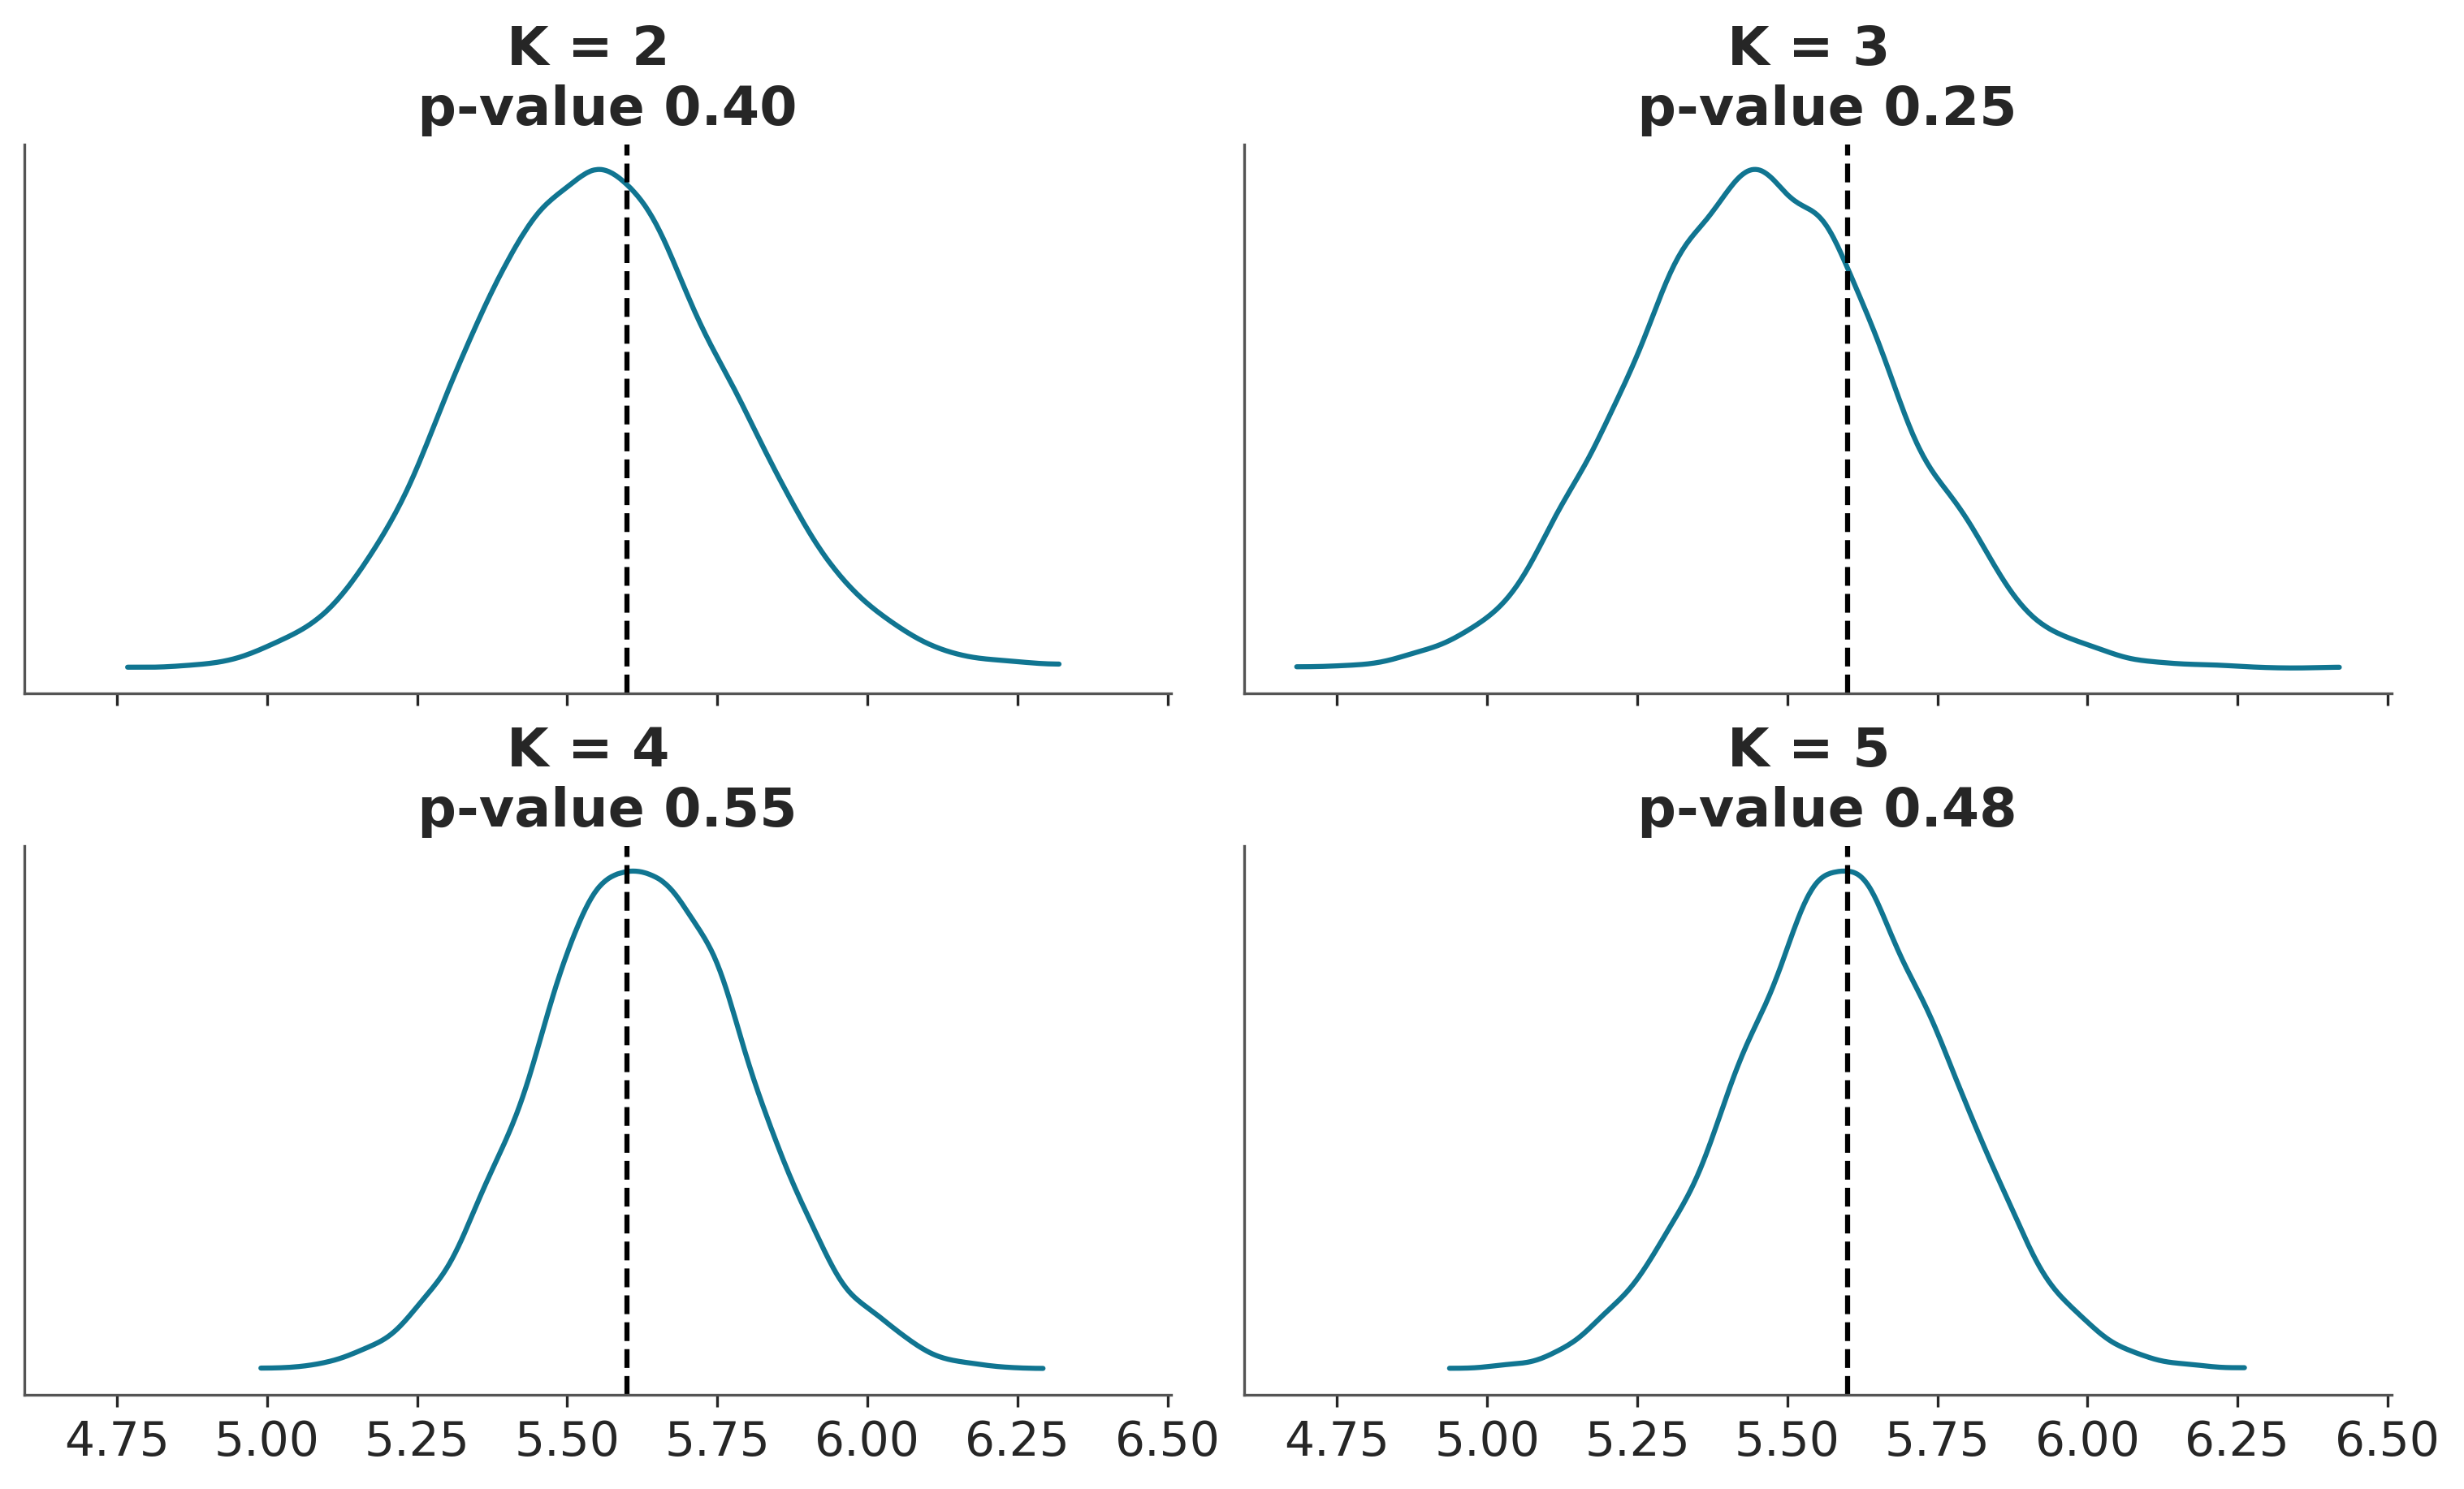 K = 2
p-value 0.40
K = 3
p-value 0.25
K = 4
p-value 0.55
K = 5
p-value 0.48
4.75 5.00 5.25 5.50 5.75 6.00 6.25 6.50
4.75 5.00 5.25 5.50 5.75 6.00 6.25 6.50